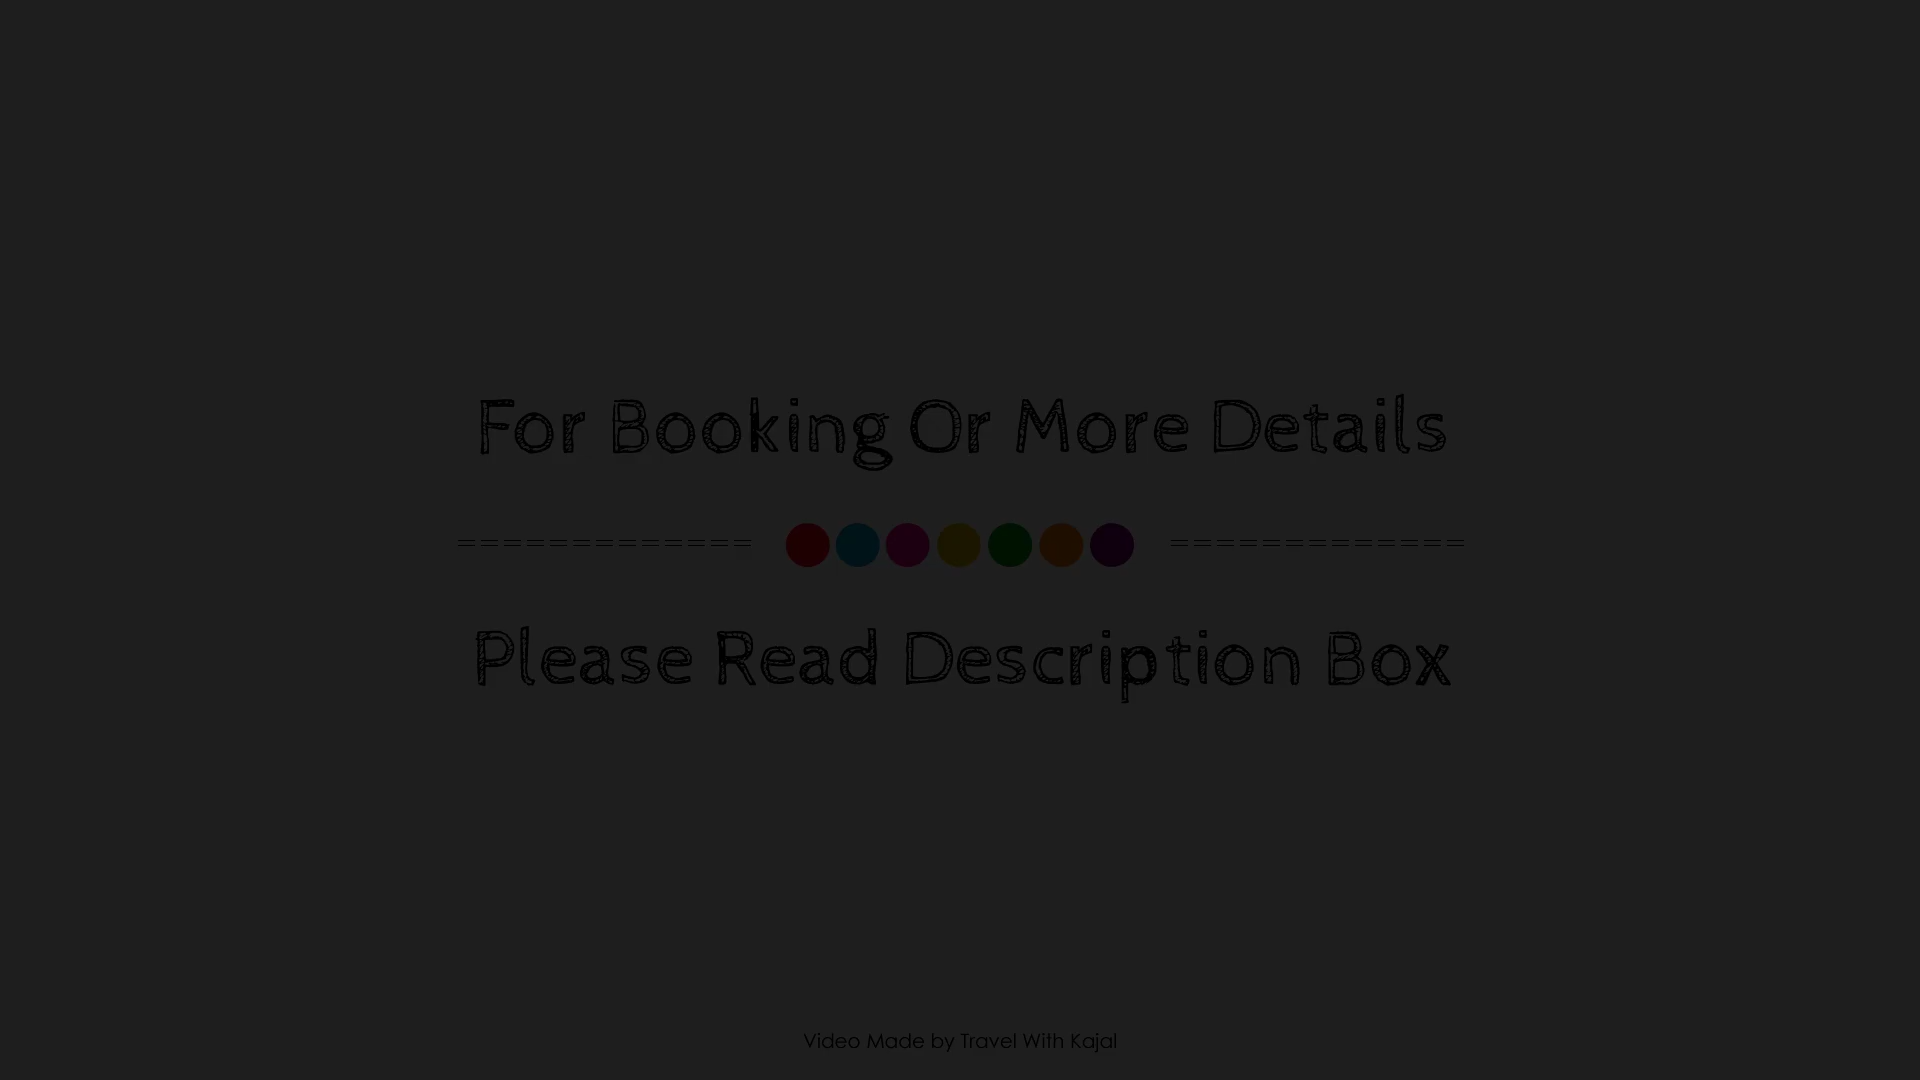 For Booking Or More Details
============= =============
Please Read Description Box
Video Made by Travel With Kajal